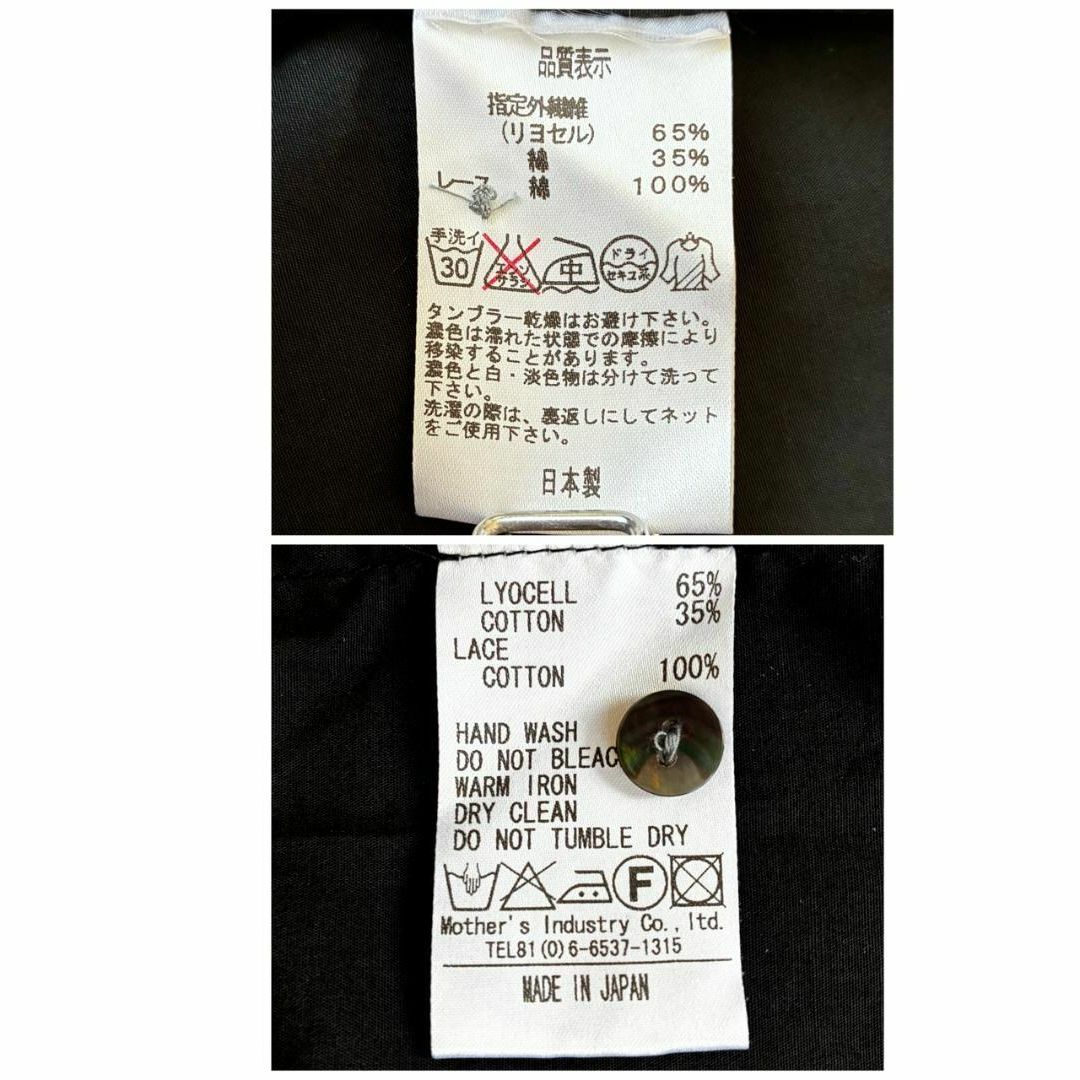 品質表示
指定外繊維
(リヨセル) 65%
綿 35%
レース 綿 100%
手洗イ
30
エンソ
サラシ
中
ドライ
セキユ系
タンブラー乾燥はお避け下さい。
濃色は濡れた状態での摩擦により
移染することがあります。
濃色と白・淡色物は分けて洗って
下さい。
洗濯の際は、裏返しにしてネット
をご使用下さい。
日本製
LYOCELL 65%
COTTON 35%
LACE
COTTON 100%
HAND WASH
DO NOT BLEAC
WARM IRON
DRY CLEAN
DO NOT TUMBLE DRY
F
Mother's Industry Co., ltd.
TEL81(0)6-6537-1315
MADE IN JAPAN